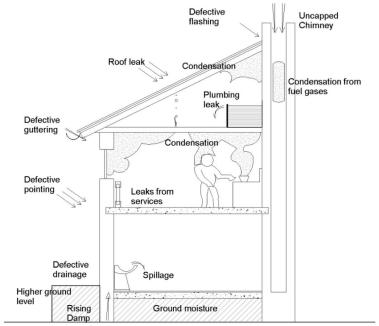 Defective
flashing
Uncapped
Chimney
Roof leak
Condensation
Condensation from
fuel gases
Plumbing
leak
Defective
guttering
Condensation
Defective
pointing
Leaks from
services
Defective
drainage
Spillage
Higher ground
level
Rising
Damp
Ground moisture